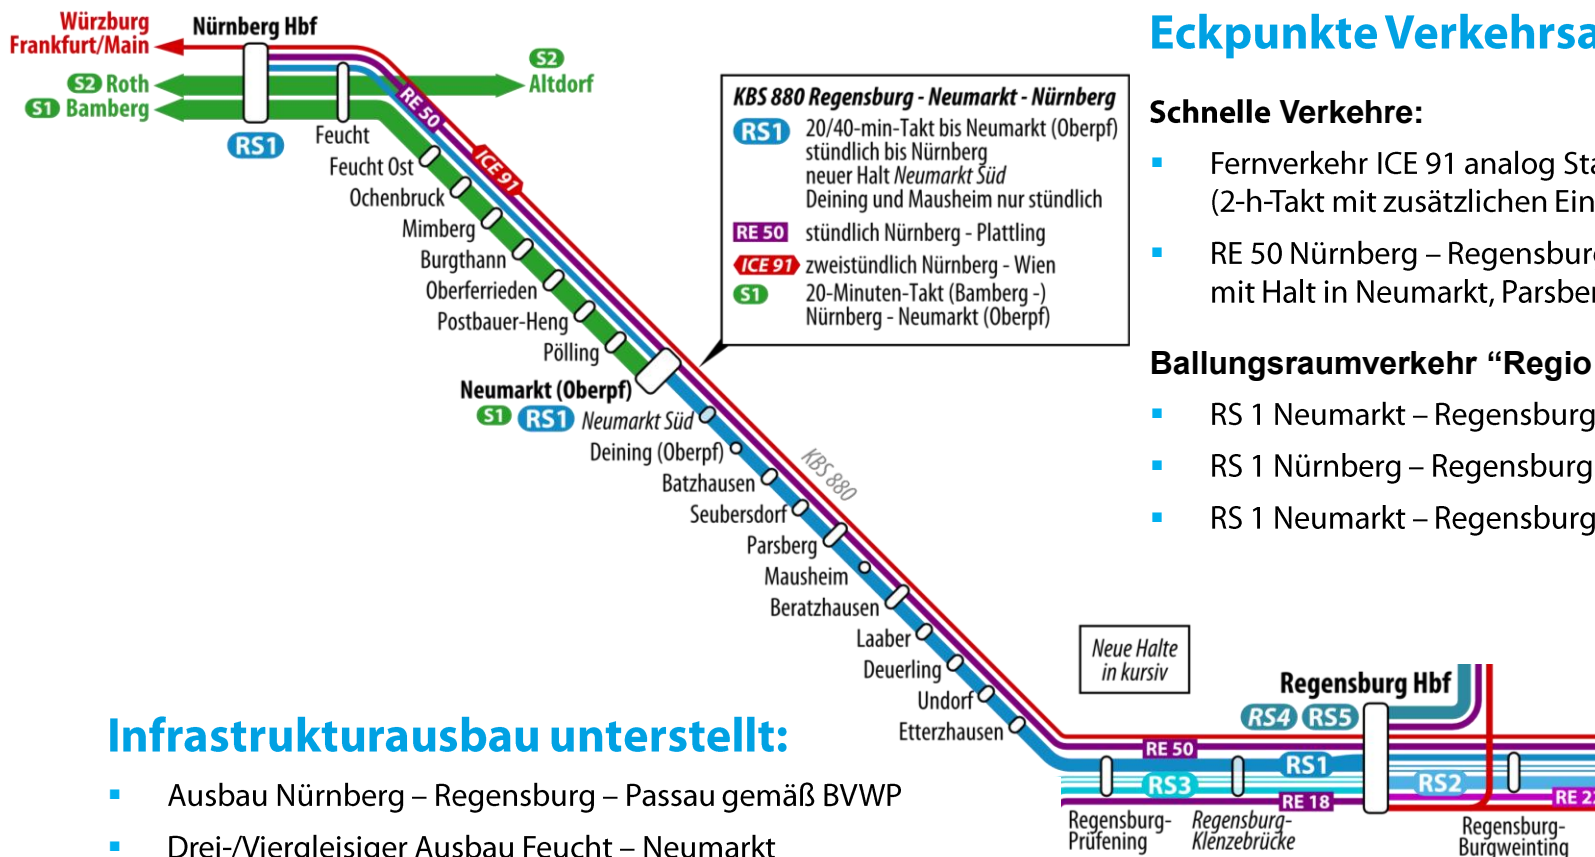 Würzburg
Frankfurt/Main
Nürnberg Hbf
S2 Roth
S1 Bamberg
S2
Altdorf
RS1
RE 50
ICE 91
Feucht
Feucht Ost
Ochenbruck
Mimberg
Burgthann
Oberferrieden
Postbauer-Heng
Pölling
Neumarkt (Oberpf)
S1 RS1 Neumarkt Süd
Deining (Oberpf)
Batzhausen
Seubersdorf
Parsberg
Mausheim
Beratzhausen
Laaber
Deuerling
Undorf
Etterzhausen
KBS 880
KBS 880 Regensburg - Neumarkt - Nürnberg
RS1 20/40-min-Takt bis Neumarkt (Oberpf)
stündlich bis Nürnberg
neuer Halt Neumarkt Süd
Deining und Mausheim nur stündlich
RE 50 stündlich Nürnberg - Plattling
ICE 91 zweistündlich Nürnberg - Wien
S1 20-Minuten-Takt (Bamberg -)
Nürnberg - Neumarkt (Oberpf)
Neue Halte
in kursiv
Regensburg Hbf
RS4 RS5
RE 50
RS1
RS3
RE 18
RS2
RE 2
Regensburg-
Prüfening
Regensburg-
Klenzebrücke
Regensburg-
Burgweinting
Eckpunkte Verkehrsa
Schnelle Verkehre:
Fernverkehr ICE 91 analog Sta
(2-h-Takt mit zusätzlichen Ein
RE 50 Nürnberg – Regensburg
mit Halt in Neumarkt, Parsber
Ballungsraumverkehr “Regio
RS 1 Neumarkt – Regensburg
RS 1 Nürnberg – Regensburg
RS 1 Neumarkt – Regensburg
Infrastrukturausbau unterstellt:
Ausbau Nürnberg – Regensburg – Passau gemäß BVWP
Drei-/Viergleisiger Ausbau Feucht – Neumarkt